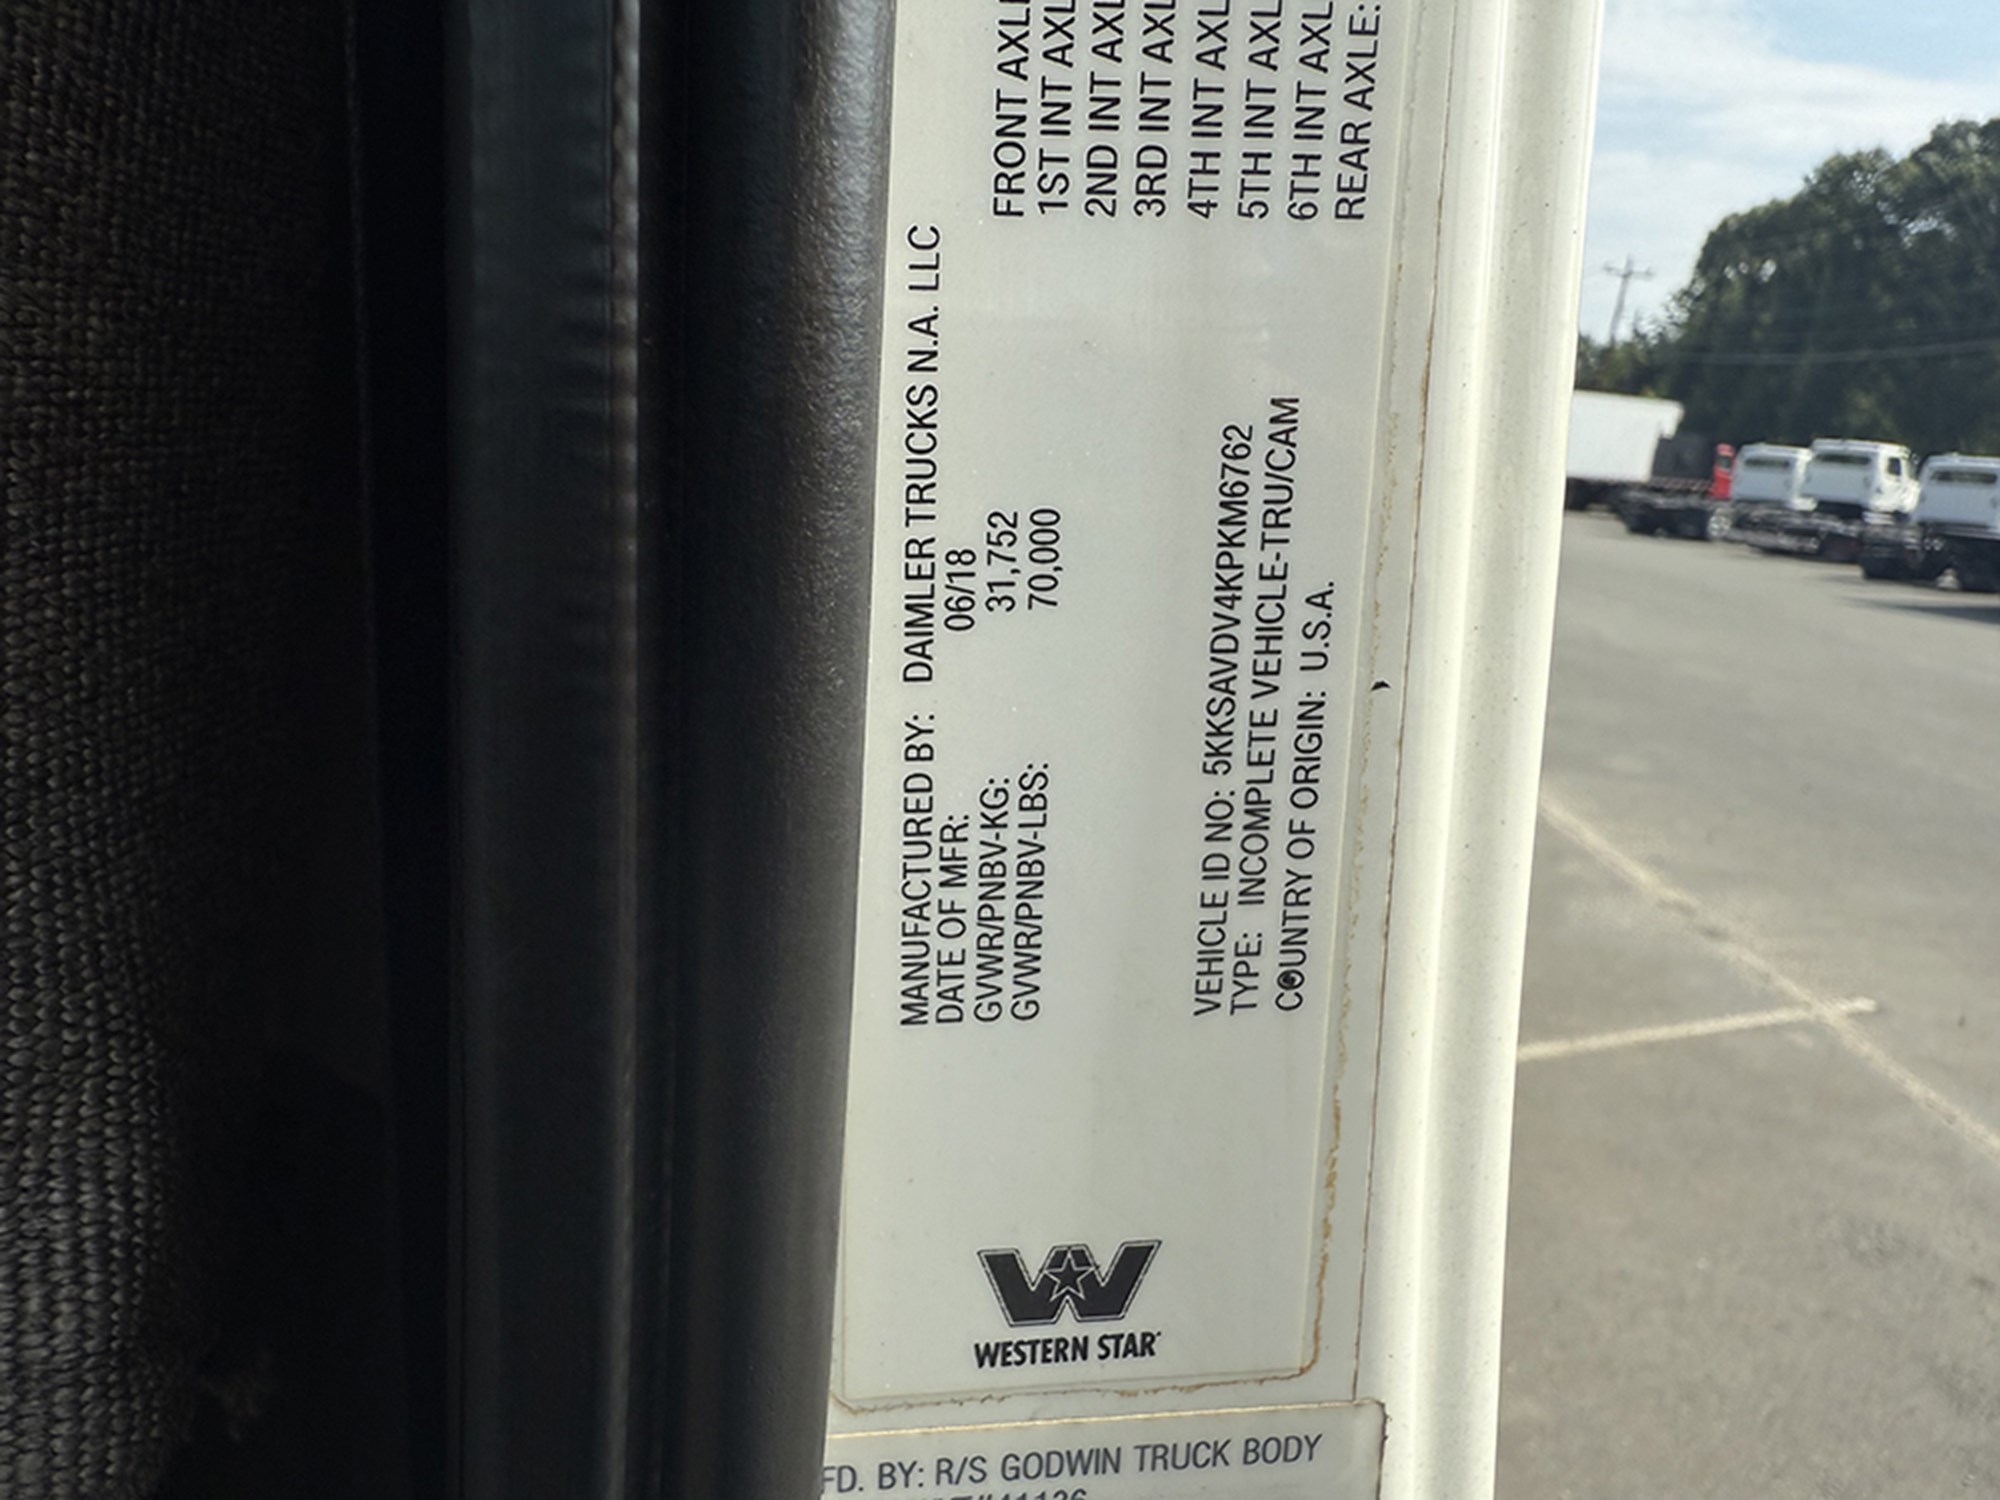 MANUFACTURED BY: DAIMLER TRUCKS N.A. LLC
DATE OF MFR: 06/18
GVWR/PNBV-KG: 31,752
GVWR/PNBV-LBS: 70,000
VEHICLE ID NO: 5KKSAVDV4KPKM6762
TYPE: INCOMPLETE VEHICLE-TRU/CAM
COUNTRY OF ORIGIN: U.S.A.
FRONT AXLE
1ST INT AXL
2ND INT AXL
3RD INT AXL
4TH INT AXL
5TH INT AXL
6TH INT AXL
REAR AXLE:
WESTERN STAR
FD. BY: R/S GODWIN TRUCK BODY